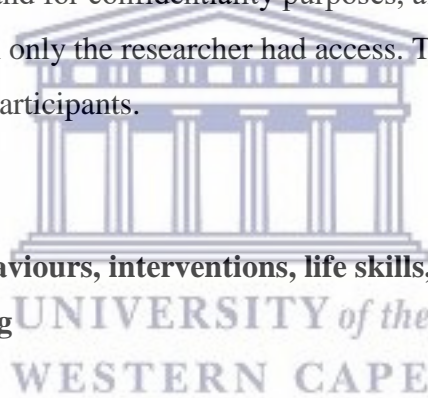 and for confidentiality purposes, a
only the researcher had access. T
articipants.
aviours, interventions, life skills,
g
UNIVERSITY of the
WESTERN CAPE